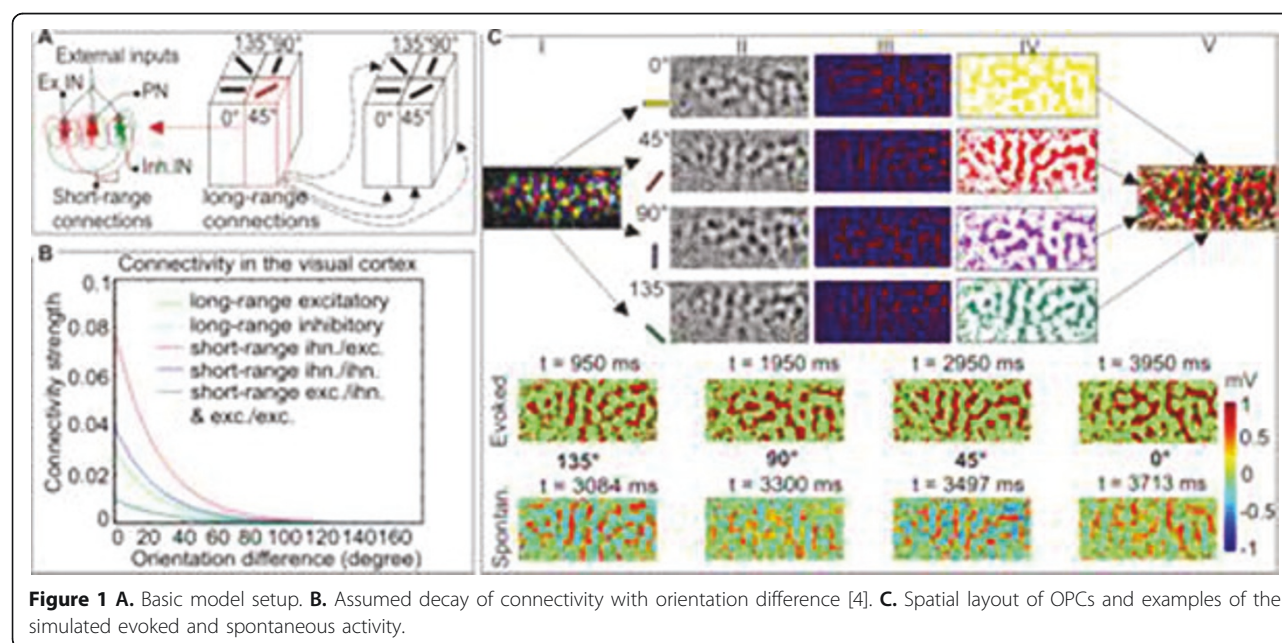 A
External inputs
Ex.IN
PN
Inh.IN
Short-range
connections
135°90°
0° 45°
long-range
connections
135°90°
0° 45°
B
Connectivity in the visual cortex
Connectivity strength
0.1
0.08
0.06
0.04
0.02
0
long-range excitatory
long-range inhibitory
short-range ihn./exc.
short-range ihn./ihn.
short-range exc./ihn.
& exc./exc.
0 20 40 60 80 100 120 140 160
Orientation difference (degree)
C
I II III IV V
0°
45°
90°
135
Evoked
t = 950 ms t = 1950 ms t = 2950 ms t = 3950 ms
135° 90° 45° 0°
Spontan.
t = 3084 ms t = 3300 ms t = 3497 ms t = 3713 ms
mV
1
0.5
0
-0.5
-1
Figure 1 A. Basic model setup. B. Assumed decay of connectivity with orientation difference [4]. C. Spatial layout of OPCs and examples of the
simulated evoked and spontaneous activity.